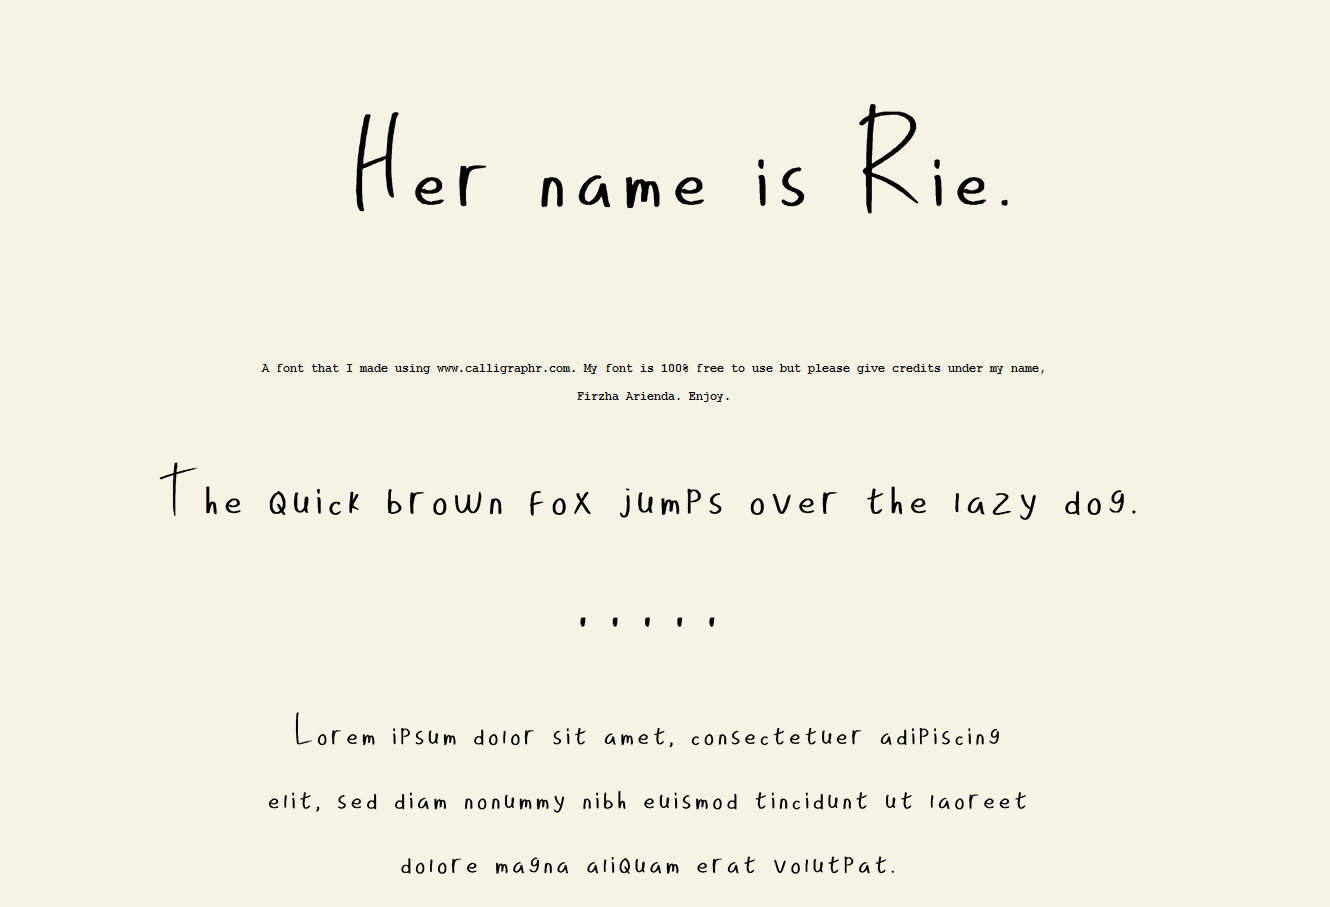 Her name is Rie.
A font that I made using www.calligraphr.com. My font is 100% free to use but please give credits under my name,
Firzha Arienda. Enjoy.
The quick brown fox jumps over the lazy dog.
' ' ' ' '
Lorem ipsum dolor sit amet, consectetuer adipiscing
elit, sed diam nonummy nibh euismod tincidunt ut laoreet
dolore magna aliquam erat volutpat.